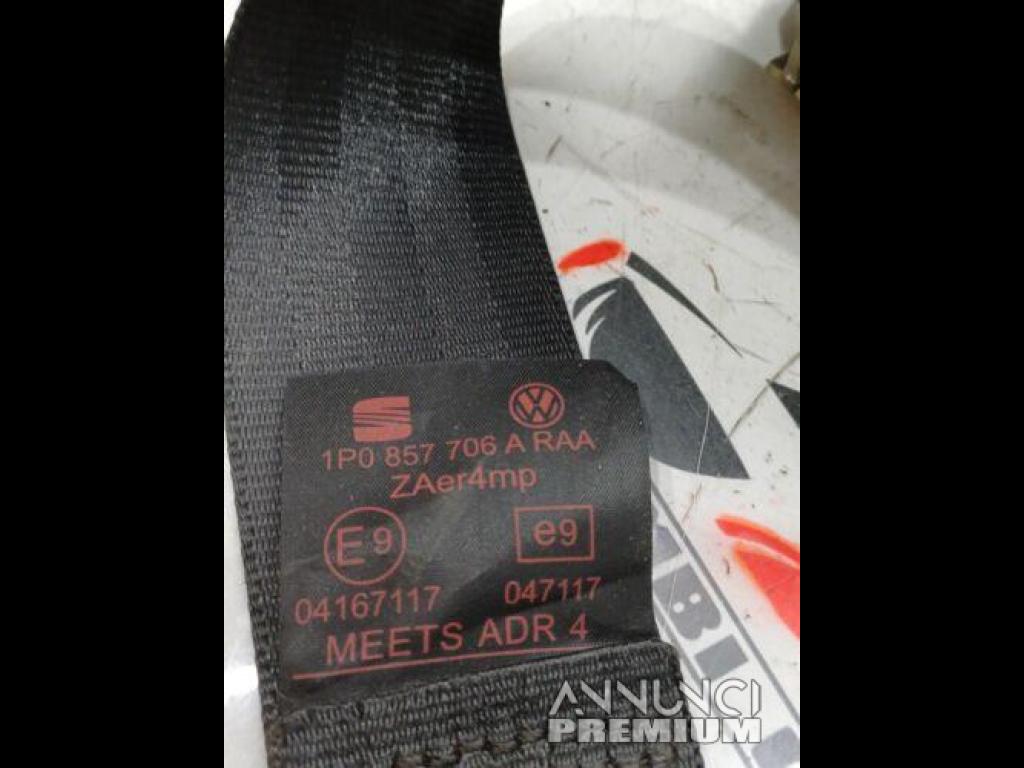 1P0 857 706 A RAA
ZAer4mp
E9 e9
04167117 047117
MEETS ADR 4
ANNUNCI
PREMIUM